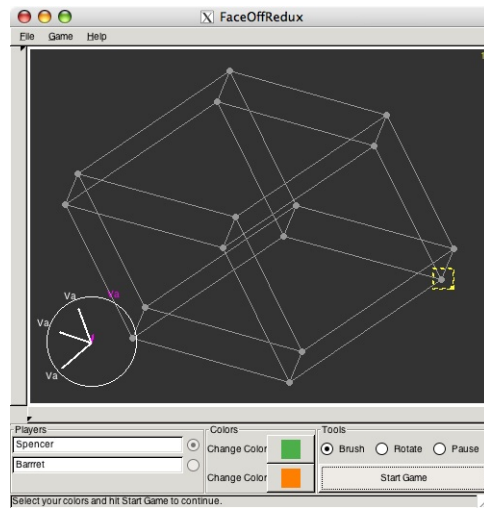 FaceOffRedux
File Game Help
Va
Va
Va
Va
Players
Spencer
Barret
Colors
Change Color
Change Color
Tools
Brush Rotate Pause
Start Game
Select your colors and hit Start Game to continue.